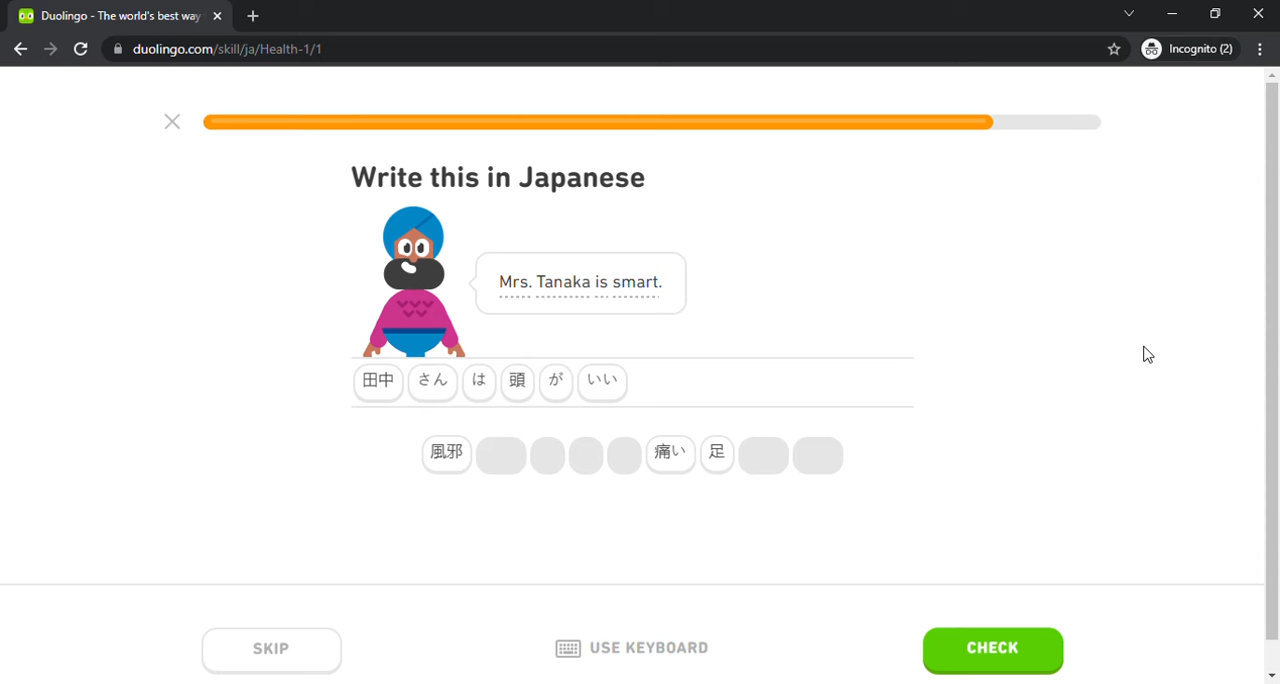 Duolingo - The world's best way
duolingo.com/skill/ja/Health-1/1
Incognito (2)
Write this in Japanese
Mrs. Tanaka is smart.
田中 さん は 頭 が いい
風邪 痛い 足
SKIP
USE KEYBOARD
CHECK